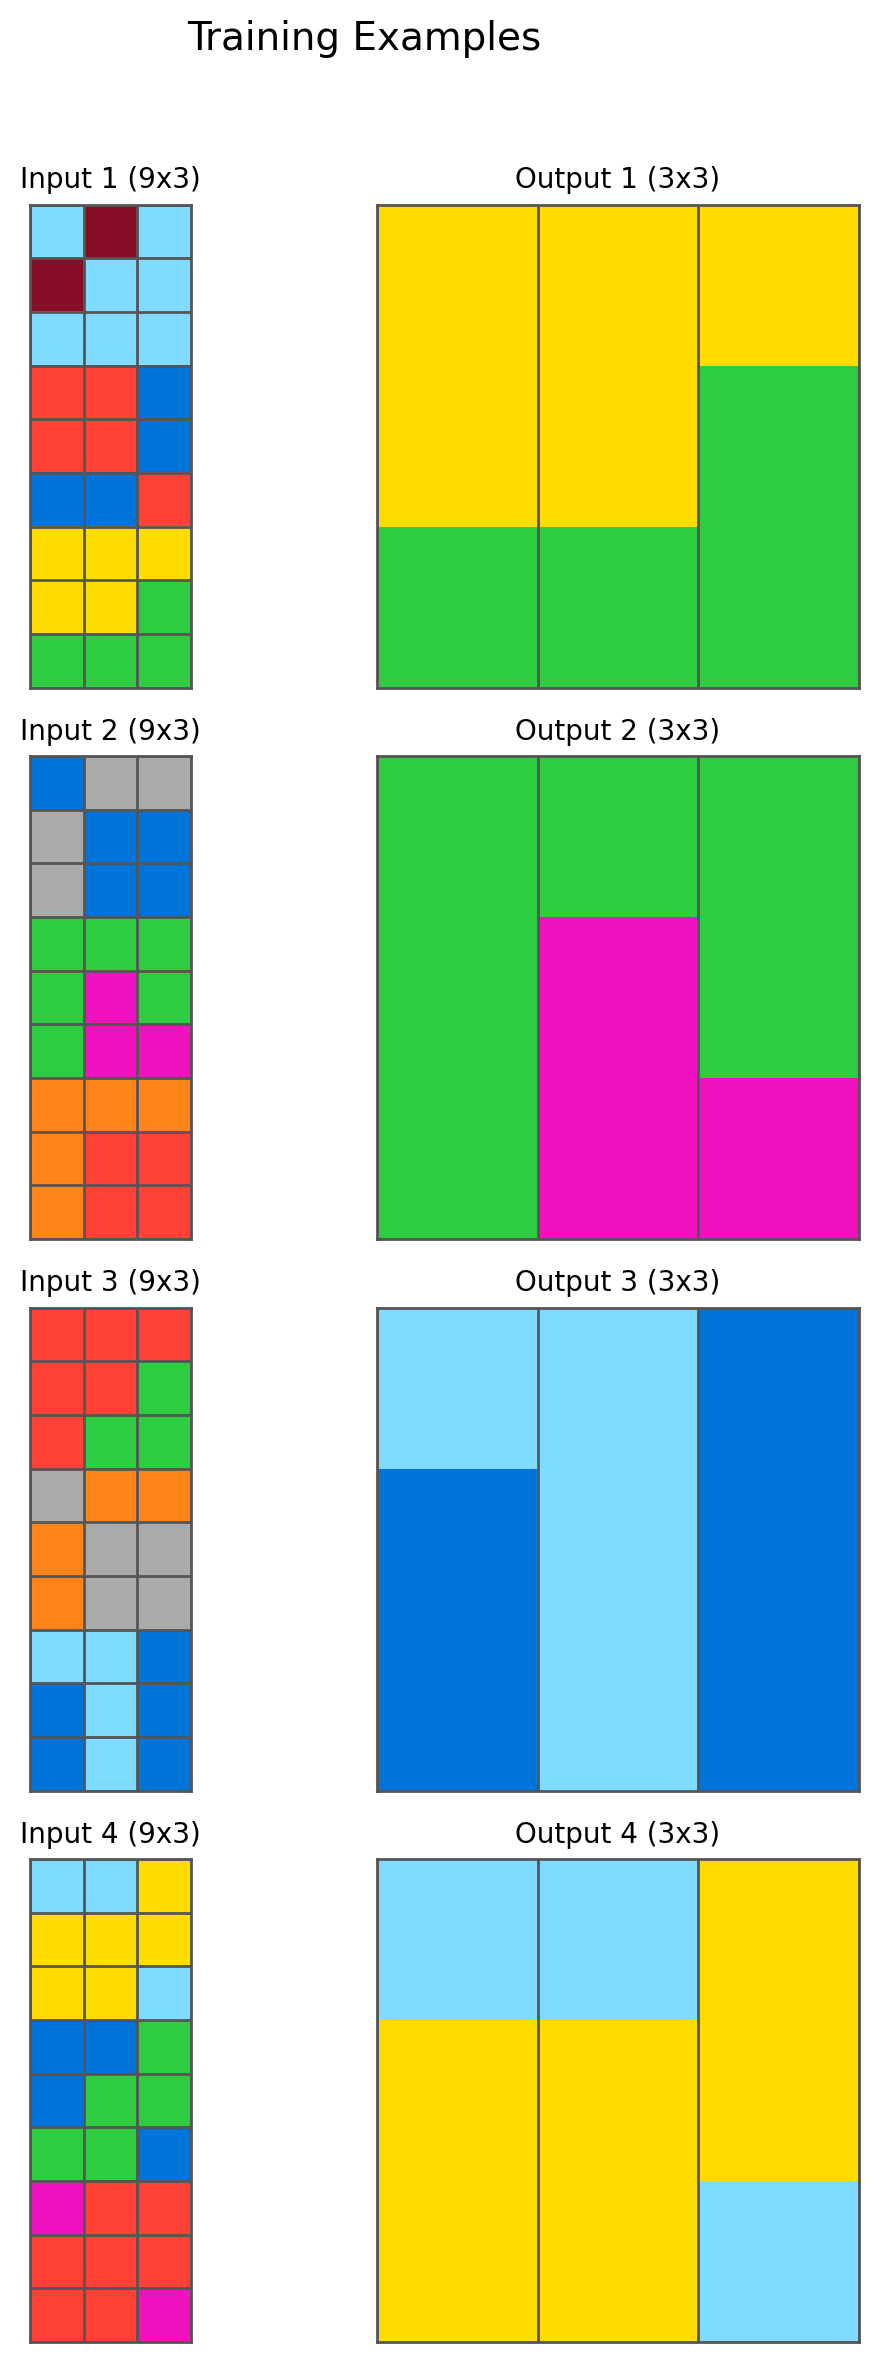 Training Examples
Input 1 (9x3)
Output 1 (3x3)
Input 2 (9x3)
Output 2 (3x3)
Input 3 (9x3)
Output 3 (3x3)
Input 4 (9x3)
Output 4 (3x3)